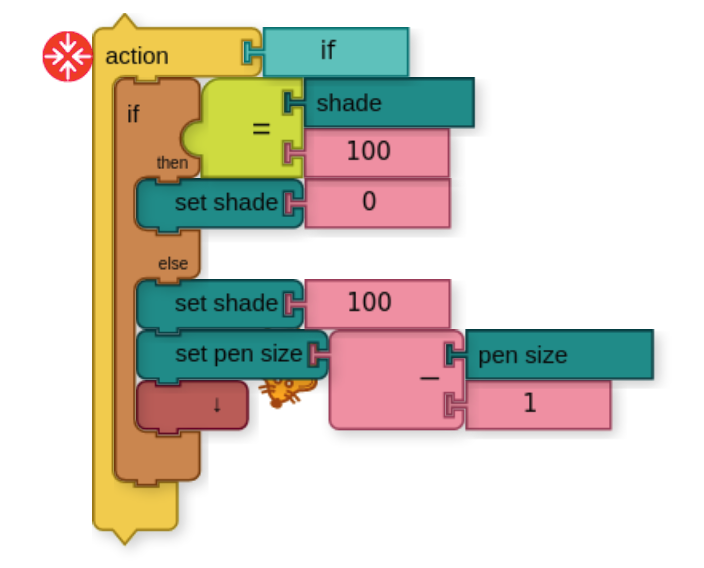 action if
if = shade
100
then
set shade 0
else
set shade 100
set pen size − pen size
↓ 1